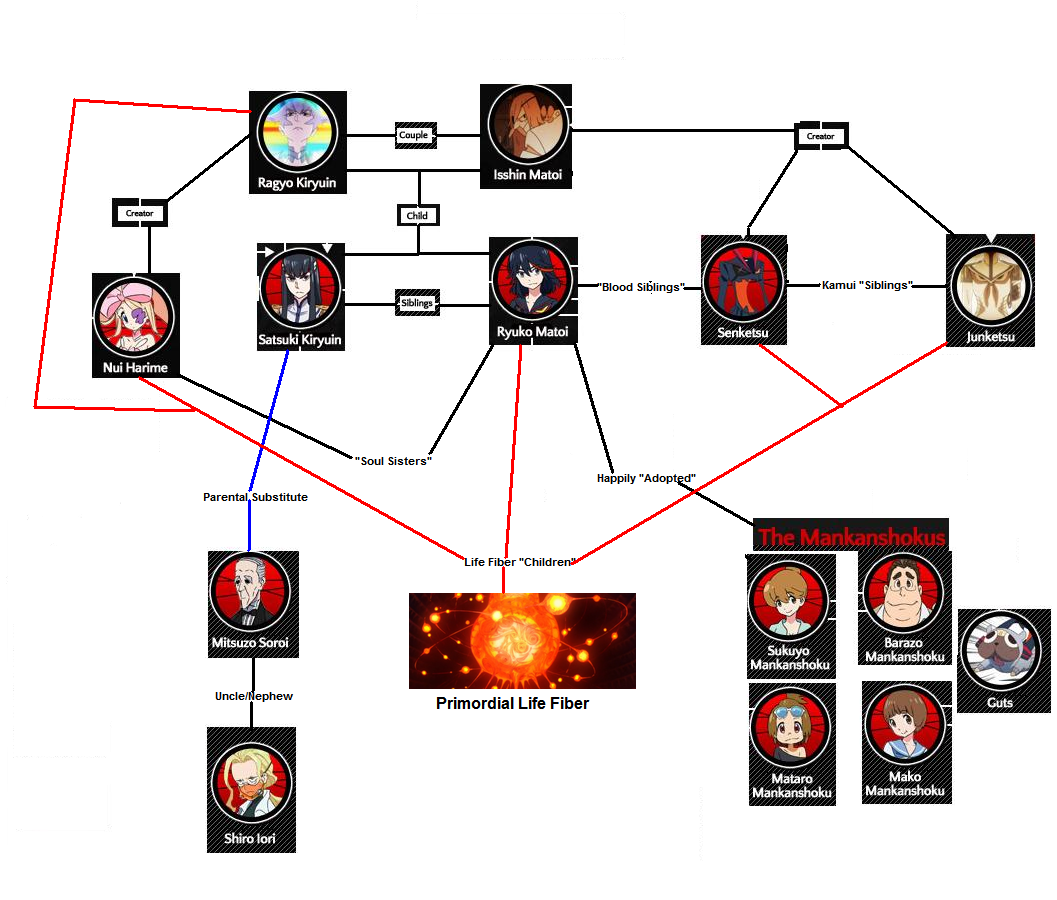 Couple
Creator
Ragyo Kiryuin
Isshin Matoi
Creator
Child
"Blood Siblings"
Kamui "Siblings"
Siblings
Satsuki Kiryuin
Ryuko Matoi
Senketsu
Junketsu
Nui Harime
"Soul Sisters"
Happily "Adopted"
Parental Substitute
The Mankanshokus
Life Fiber "Children"
Mitsuzo Soroi
Sukuyo
Mankanshoku
Barazo
Mankanshoku
Uncle/Nephew
Primordial Life Fiber
Guts
Mataro
Mankanshoku
Mako
Mankanshoku
Shiro Iori